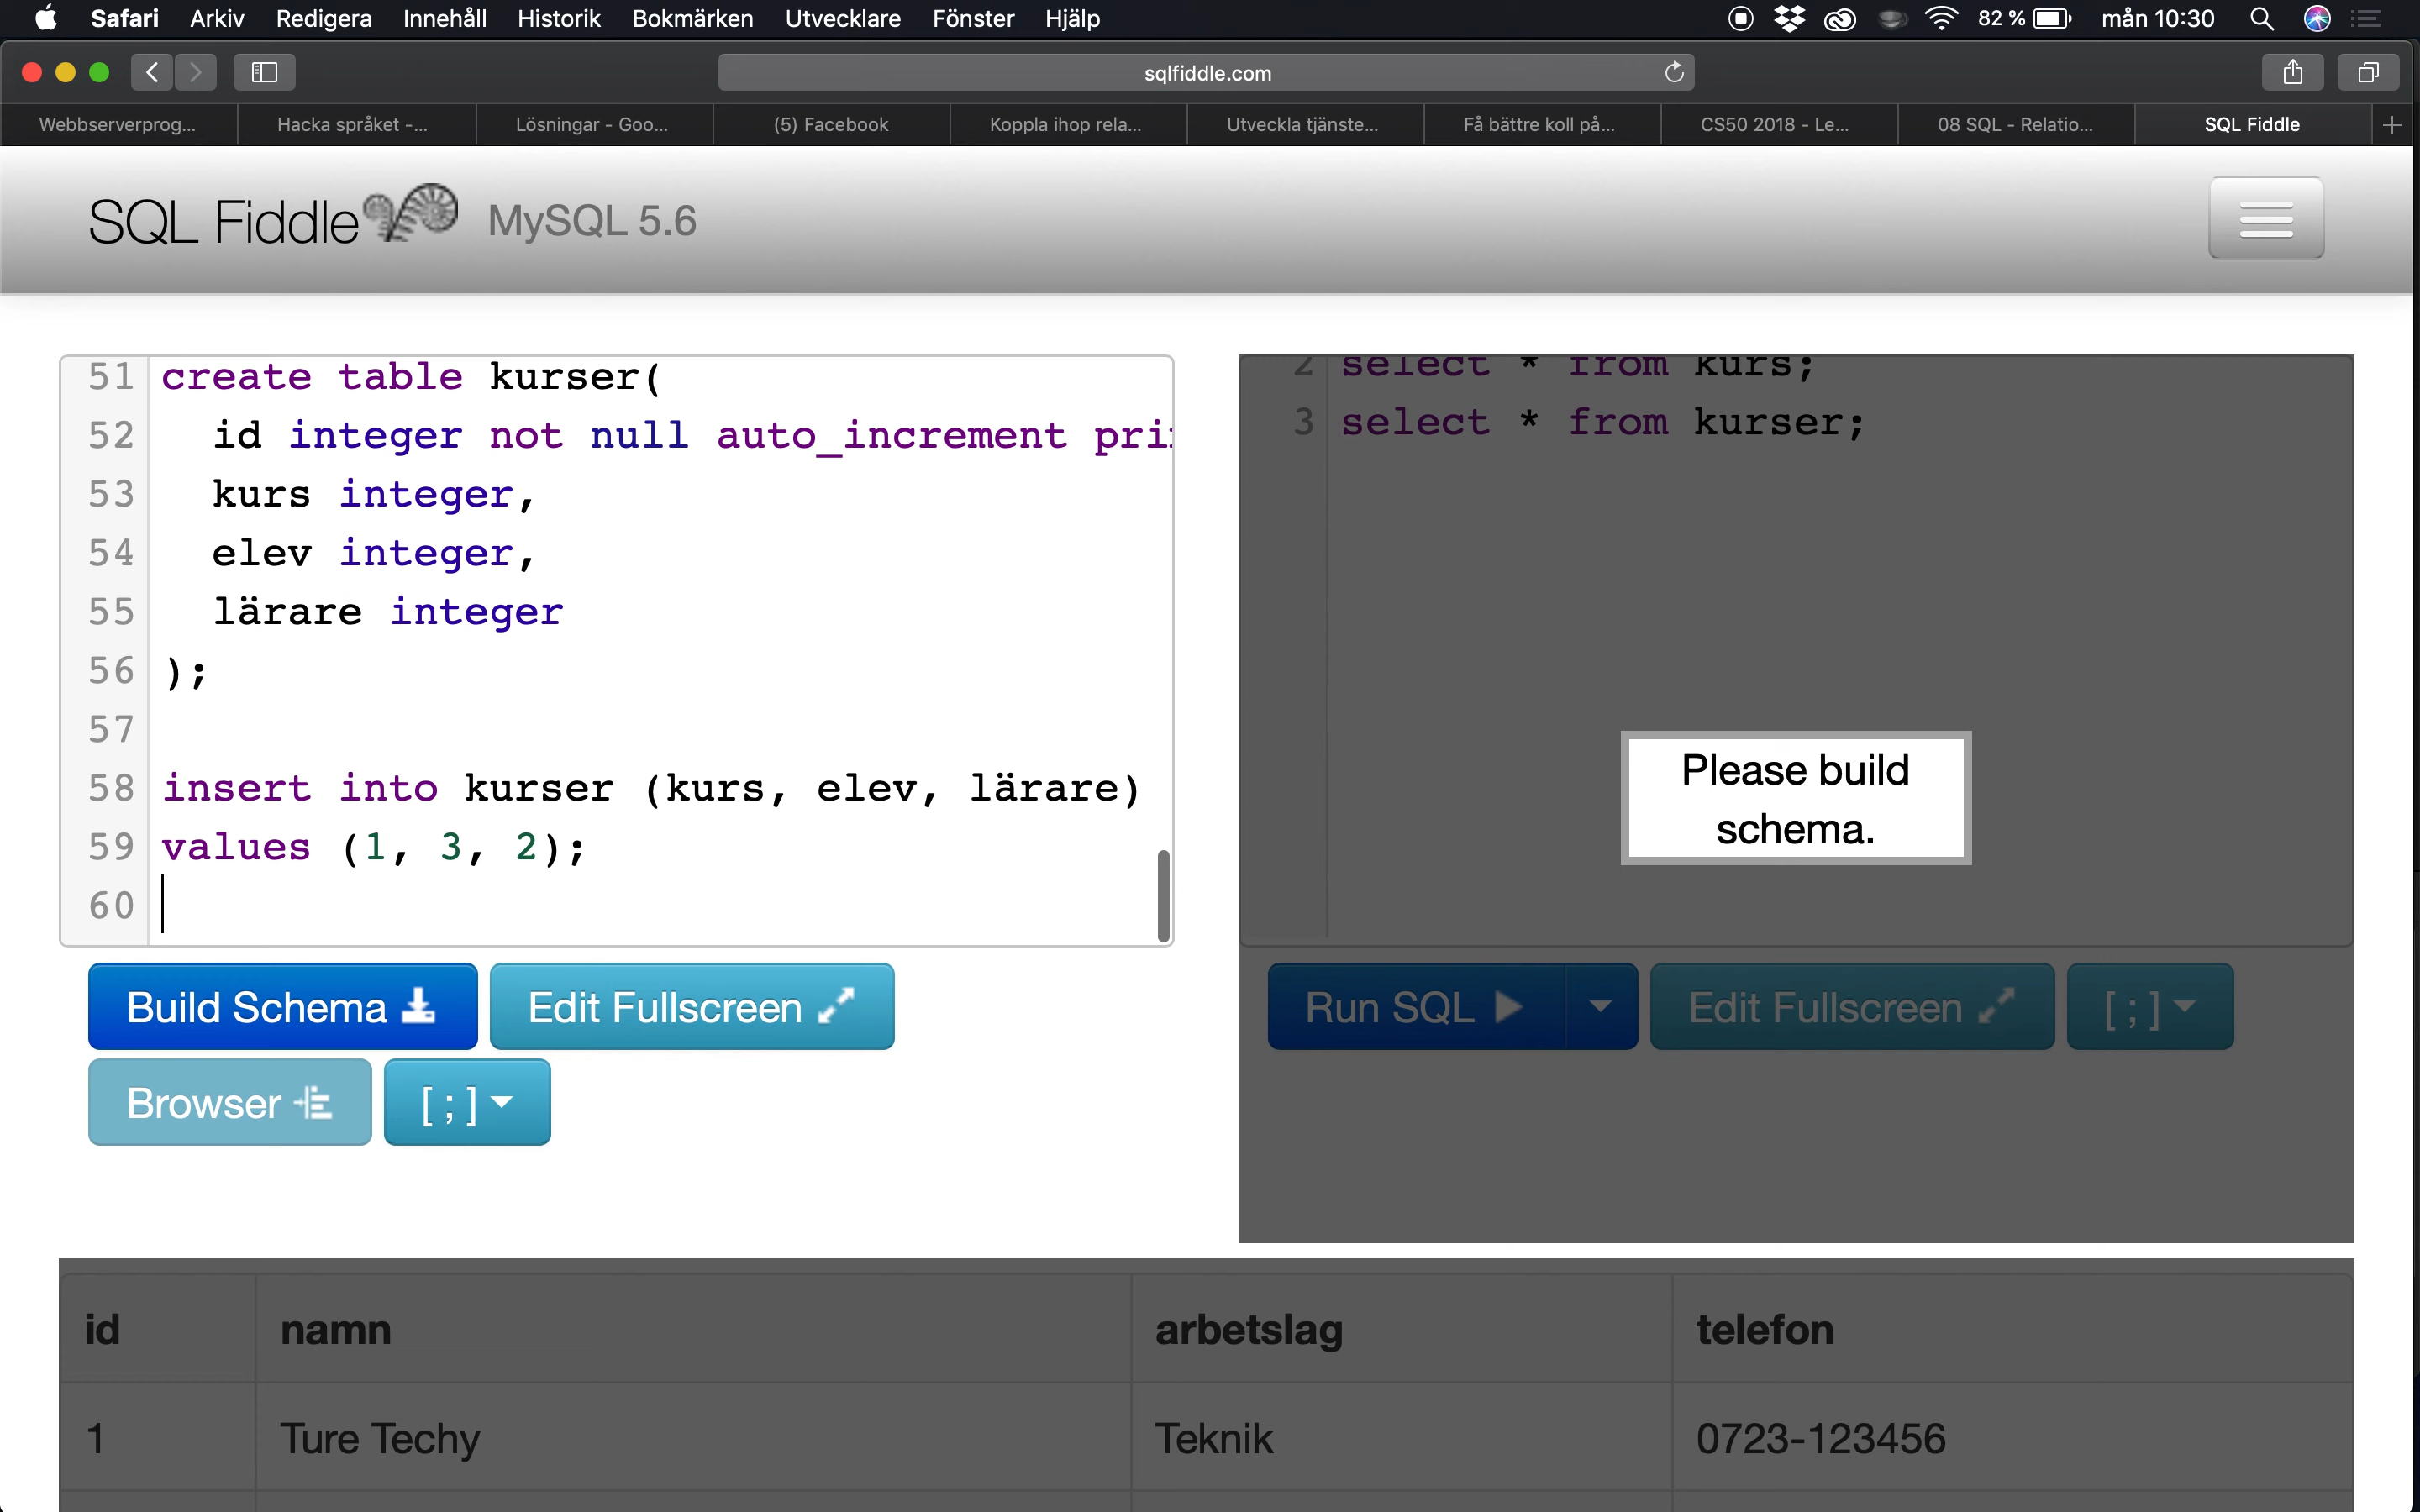 Safari Arkiv Redigera Innehåll Historik Bokmärken Utvecklare Fönster Hjälp 82 % mån 10:30
sqlfiddle.com
Webbserverprog... Hacka språket -... Lösningar - Goo... (5) Facebook Koppla ihop rela... Utveckla tjänste... Få bättre koll på... CS50 2018 - Le... 08 SQL - Relatio... SQL Fiddle
SQL Fiddle MySQL 5.6
51 create table kurser(
52 id integer not null auto_increment pri
53 kurs integer,
54 elev integer,
55 lärare integer
56 );
57
58 insert into kurser (kurs, elev, lärare)
59 values (1, 3, 2);
60
Build Schema Edit Fullscreen
Browser [ ; ]
2 select * from kurs;
3 select * from kurser;
Please build
schema.
Run SQL Edit Fullscreen [ ; ]
id namn arbetslag telefon
1 Ture Techy Teknik 0723-123456